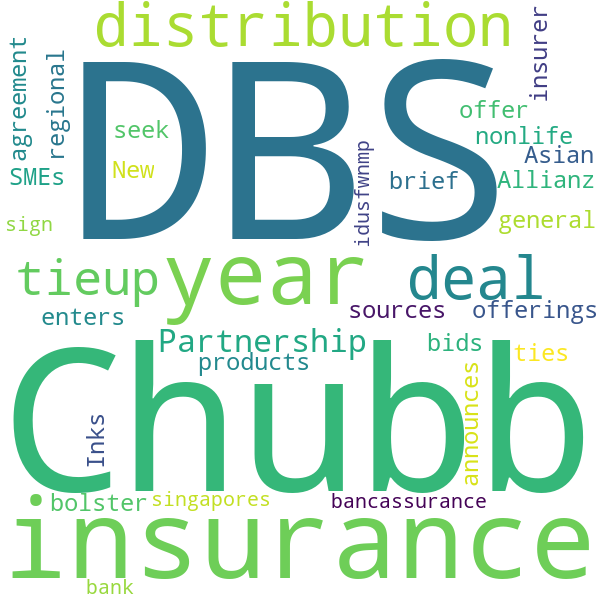 distribution
insurer
agreement
regional
DBS
seek
New
SMEs
sign
idusfwnmp
brief
offer
nonlife
Asian
Allianz
general
tieup
year
deal
enters
sources
offerings
Partnership
products
bids
ties
Chubb
Inks
announces
bolster
singapores
bancassurance
insurance
bank